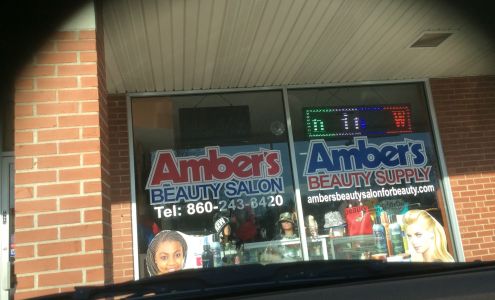 Amber's
BEAUTY SALON
Tel: 860-243-8420
Amber's
BEAUTY SUPPLY
ambersbeautysalonforbeauty.com